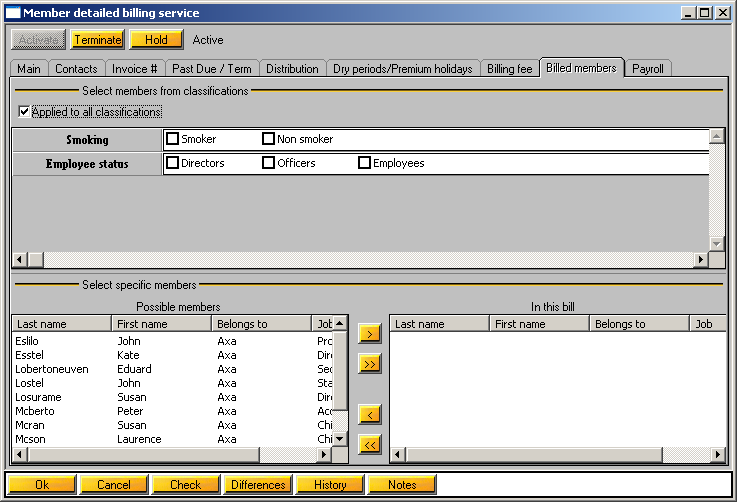 Member detailed billing service
Activate Terminate Hold Active
Main Contacts Invoice # Past Due / Term Distribution Dry periods/Premium holidays Billing fee Billed members Payroll
Select members from classifications
Applied to all classifications
Smoking Smoker Non smoker
Employee status Directors Officers Employees
Select specific members
Possible members In this bill
Last name First name Belongs to Job > Last name First name Belongs to Job
Eslilo John Axa Pro
Esstel Kate Axa Dire
Lobertoneuven Eduard Axa Sec
Lostel John Axa Sta
Losurame Susan Axa Dire
Mcberto Peter Axa Acc
Mcran Susan Axa Chi
Mcson Laurence Axa Chi
>>
<
<<
Ok Cancel Check Differences History Notes